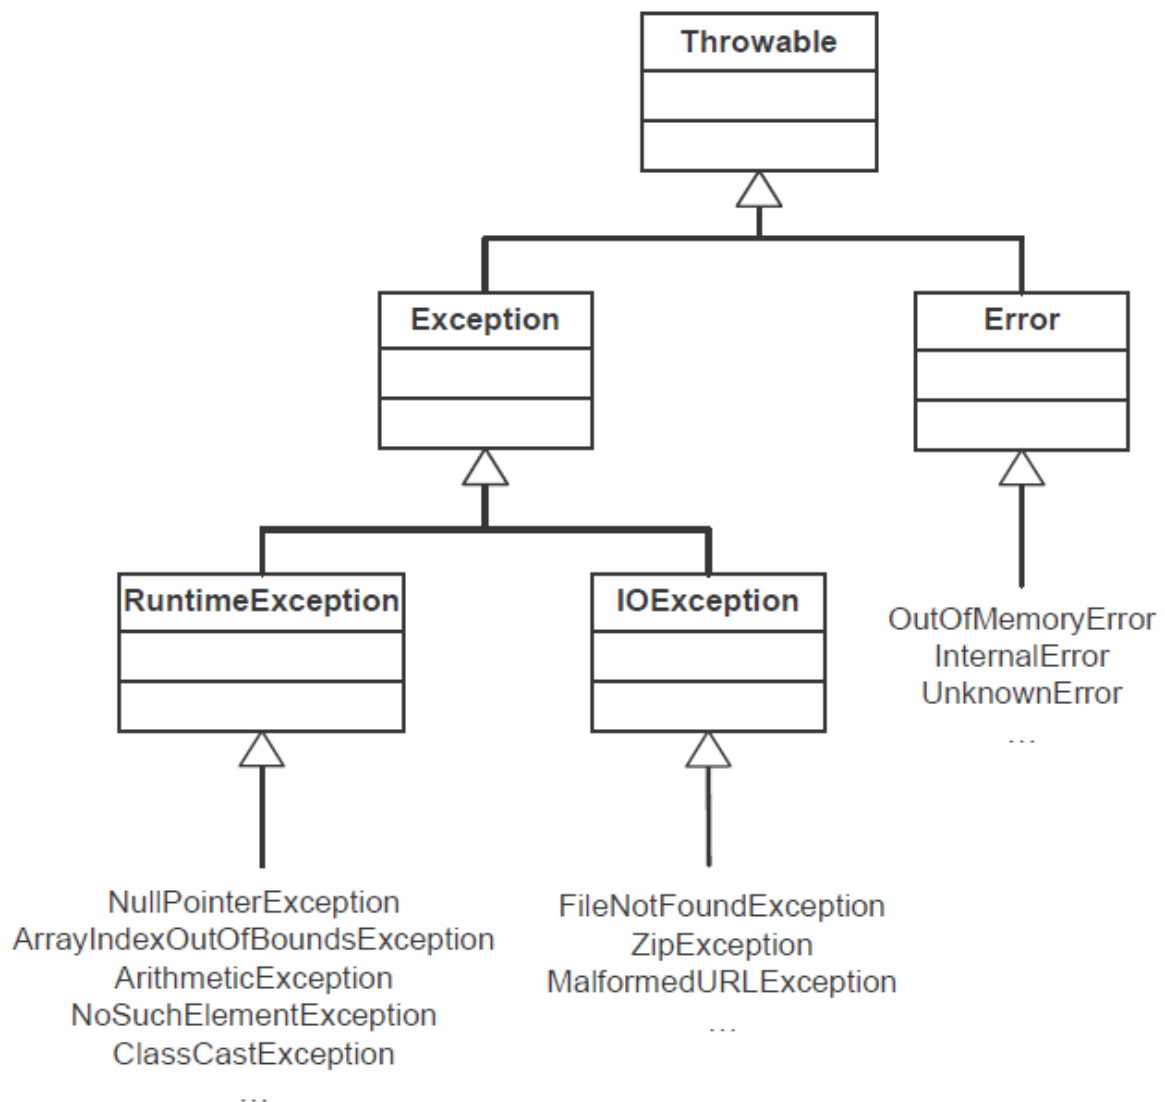 Throwable
Exception
Error
RuntimeException
IOException
OutOfMemoryError
InternalError
UnknownError
...
NullPointerException
ArrayIndexOutOfBoundsException
ArithmeticException
NoSuchElementException
ClassCastException
...
FileNotFoundException
ZipException
MalformedURLException
...